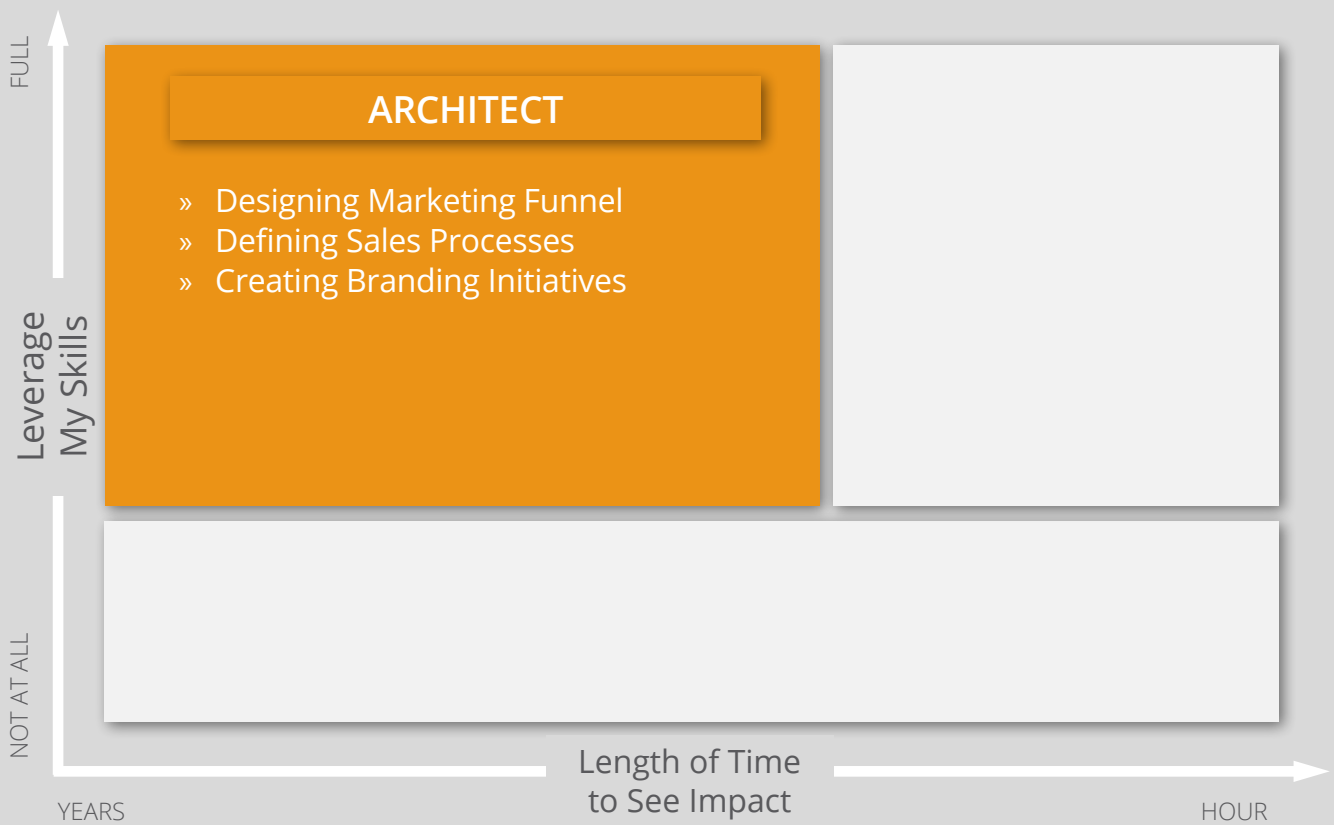 FULL
ARCHITECT
» Designing Marketing Funnel
» Defining Sales Processes
» Creating Branding Initiatives
Leverage
My Skills
NOT AT ALL
Length of Time
to See Impact
YEARS
HOUR